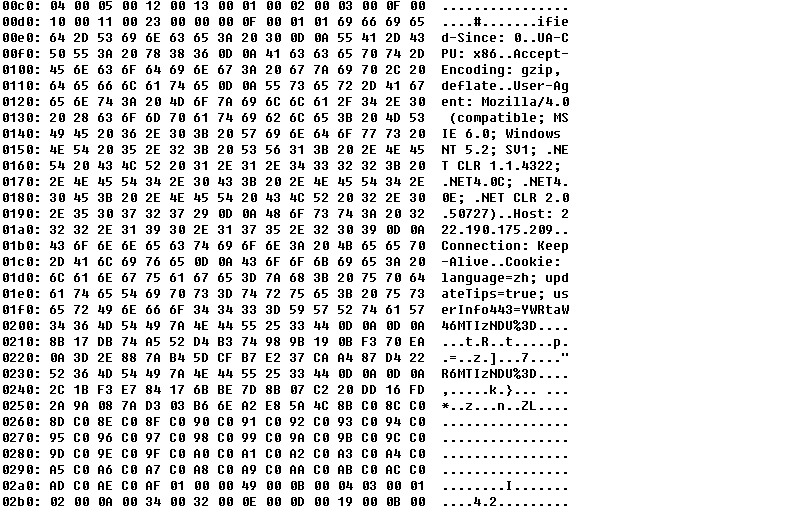 00c0: 04 00 05 00 12 00 13 00 01 00 02 00 03 00 0F 00 ................
00d0: 10 00 11 00 23 00 00 00 0F 00 01 01 69 66 69 65 ....#.......ifie
00e0: 64 2D 53 69 6E 63 65 3A 20 30 0D 0A 55 41 2D 43 d-Since: 0..UA-C
00f0: 50 55 3A 20 78 38 36 0D 0A 41 63 63 65 70 74 2D PU: x86..Accept-
0100: 45 6E 63 6F 64 69 6E 67 3A 20 67 7A 69 70 2C 20 Encoding: gzip,
0110: 64 65 66 6C 61 74 65 0D 0A 55 73 65 72 2D 41 67 deflate..User-Ag
0120: 65 6E 74 3A 20 4D 6F 7A 69 6C 6C 61 2F 34 2E 30 ent: Mozilla/4.0
0130: 20 28 63 6F 6D 70 61 74 69 62 6C 65 3B 20 4D 53 (compatible; MS
0140: 49 45 20 36 2E 30 3B 20 57 69 6E 64 6F 77 73 20 IE 6.0; Windows
0150: 4E 54 20 35 2E 32 3B 20 53 56 31 3B 20 2E 4E 45 NT 5.2; SV1; .NE
0160: 54 20 43 4C 52 20 31 2E 31 2E 34 33 32 32 3B 20 T CLR 1.1.4322;
0170: 2E 4E 45 54 34 2E 30 43 3B 20 2E 4E 45 54 34 2E .NET4.0C; .NET4.
0180: 30 45 3B 20 2E 4E 45 54 20 43 4C 52 20 32 2E 30 0E; .NET CLR 2.0
0190: 2E 35 30 37 32 37 29 0D 0A 48 6F 73 74 3A 20 32 .50727)..Host: 2
01a0: 32 32 2E 31 39 30 2E 31 37 35 2E 32 30 39 0D 0A 22.190.175.209..
01b0: 43 6F 6E 6E 65 63 74 69 6F 6E 3A 20 4B 65 65 70 Connection: Keep
01c0: 2D 41 6C 69 76 65 0D 0A 43 6F 6F 6B 69 65 3A 20 -Alive..Cookie:
01d0: 6C 61 6E 67 75 61 67 65 3D 7A 68 3B 20 75 70 64 language=zh; upd
01e0: 61 74 65 54 69 70 73 3D 74 72 75 65 3B 20 75 73 ateTips=true; us
01f0: 65 72 49 6E 66 6F 34 34 33 3D 59 57 52 74 61 57 erInfo443=YWRtaW
0200: 34 36 4D 54 49 7A 4E 44 55 25 33 44 0D 0A 0D 0A 46MTIzNDU%3D....
0210: 8B 17 DB 74 A5 52 D4 B3 74 98 9B 19 0B F3 70 EA ...t.R..t.....p.
0220: 0A 3D 2E 88 7A B4 5D CF B7 E2 37 CA A4 87 D4 22 .=..z.]...7...."
0230: 52 36 4D 54 49 7A 4E 44 55 25 33 44 0D 0A 0D 0A R6MTIzNDU%3D....
0240: 2C 1B F3 E7 84 17 6B BE 7D 8B 07 C2 20 DD 16 FD ,.....k.}... ...
0250: 2A 9A 08 7A D3 03 B6 6E A2 E8 5A 4C 8B C0 8C C0 *..z...n..ZL....
0260: 8D C0 8E C0 8F C0 90 C0 91 C0 92 C0 93 C0 94 C0 ................
0270: 95 C0 96 C0 97 C0 98 C0 99 C0 9A C0 9B C0 9C C0 ................
0280: 9D C0 9E C0 9F C0 A0 C0 A1 C0 A2 C0 A3 C0 A4 C0 ................
0290: A5 C0 A6 C0 A7 C0 A8 C0 A9 C0 AA C0 AB C0 AC C0 ................
02a0: AD C0 AE C0 AF 01 00 00 49 00 0B 00 04 03 00 01 ........I.......
02b0: 02 00 0A 00 34 00 32 00 0E 00 0D 00 19 00 0B 00 ....4.2.........